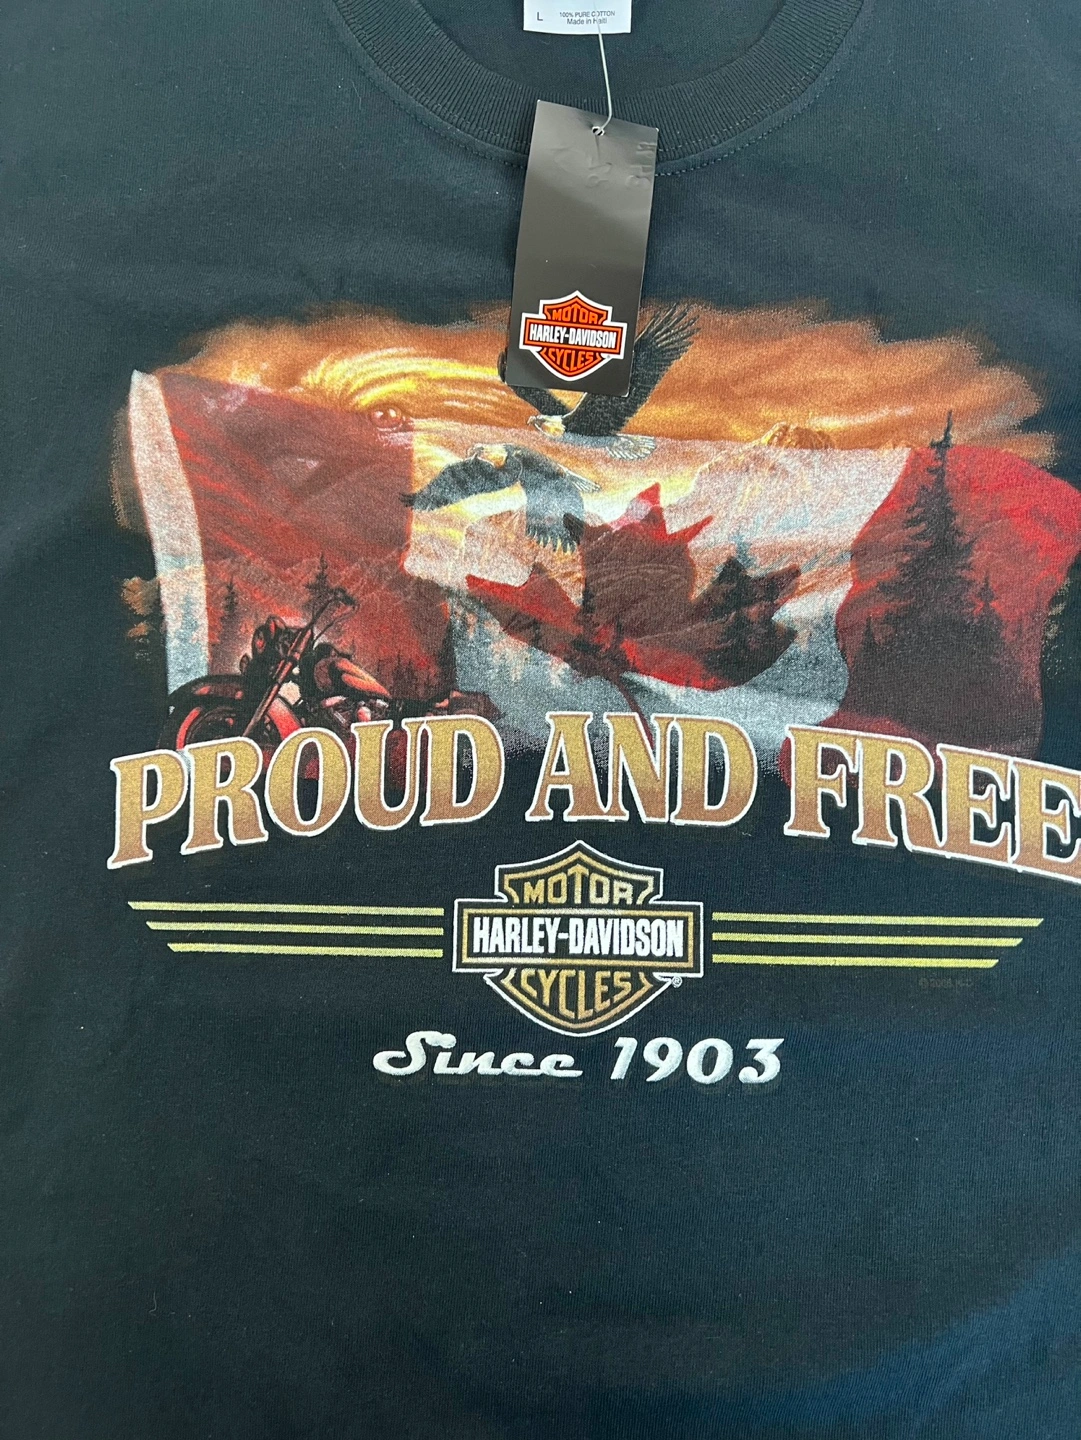 L 100% PURE COTTON
Made in Haiti
MOTOR
HARLEY-DAVIDSON
CYCLES
PROUD AND FREE
MOTOR
HARLEY-DAVIDSON
CYCLES ®
Since 1903